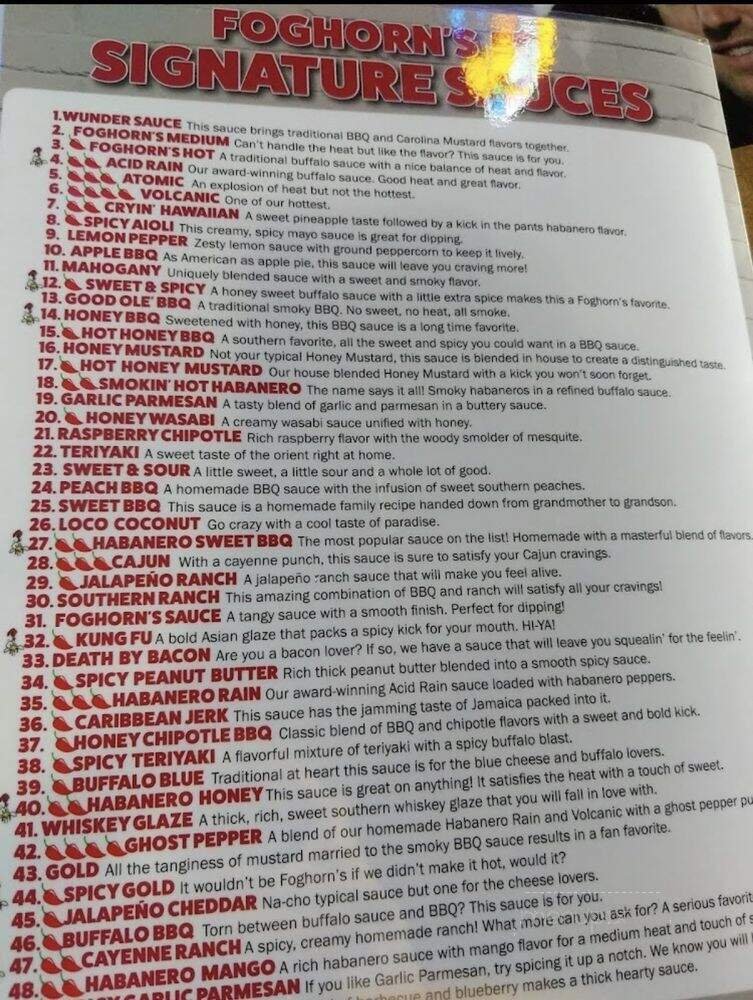 FOGHORN'S
SIGNATURE SAUCES
1. WUNDER SAUCE This sauce brings traditional BBQ and Carolina Mustard flavors together.
2. FOGHORN'S MEDIUM Can't handle the heat but like the flavor? This sauce is for you.
3. FOGHORN'S HOT A traditional buffalo sauce with a nice balance of heat and flavor.
4. ACID RAIN Our award-winning buffalo sauce. Good heat and great flavor.
5. ATOMIC An explosion of heat but not the hottest.
6. VOLCANIC One of our hottest.
7. CRYIN' HAWAIIAN A sweet pineapple taste followed by a kick in the pants habanero flavor.
8. SPICY AIOLI This creamy, spicy mayo sauce is great for dipping.
9. LEMON PEPPER Zesty lemon sauce with ground peppercorn to keep it lively.
10. APPLE BBQ As American as apple pie, this sauce will leave you craving more!
11. MAHOGANY Uniquely blended sauce with a sweet and smoky flavor.
12. SWEET & SPICY A honey sweet buffalo sauce with a little extra spice makes this a Foghorn's favorite.
13. GOOD OLE' BBQ A traditional smoky BBQ. No sweet, no heat, all smoke.
14. HONEY BBQ Sweetened with honey, this BBQ sauce is a long time favorite.
15. HOT HONEY BBQ A southern favorite, all the sweet and spicy you could want in a BBQ sauce.
16. HONEY MUSTARD Not your typical Honey Mustard, this sauce is blended in house to create a distinguished taste.
17. HOT HONEY MUSTARD Our house blended Honey Mustard with a kick you won't soon forget.
18. SMOKIN' HOT HABANERO The name says it all! Smoky habaneros in a refined buffalo sauce.
19. GARLIC PARMESAN A tasty blend of garlic and parmesan in a buttery sauce.
20. HONEY WASABI A creamy wasabi sauce unified with honey.
21. RASPBERRY CHIPOTLE Rich raspberry flavor with the woody smolder of mesquite.
22. TERIYAKI A sweet taste of the orient right at home.
23. SWEET & SOUR A little sweet, a little sour and a whole lot of good.
24. PEACH BBQ A homemade BBQ sauce with the infusion of sweet southern peaches.
25. SWEET BBQ This sauce is a homemade family recipe handed down from grandmother to grandson.
26. LOCO COCONUT Go crazy with a cool taste of paradise.
27. HABANERO SWEET BBQ The most popular sauce on the list! Homemade with a masterful blend of flavors.
28. CAJUN With a cayenne punch, this sauce is sure to satisfy your Cajun cravings.
29. JALAPEÑO RANCH A jalapeño ranch sauce that will make you feel alive.
30. SOUTHERN RANCH This amazing combination of BBQ and ranch will satisfy all your cravings!
31. FOGHORN'S SAUCE A tangy sauce with a smooth finish. Perfect for dipping!
32. KUNG FU A bold Asian glaze that packs a spicy kick for your mouth. HI-YA!
33. DEATH BY BACON Are you a bacon lover? If so, we have a sauce that will leave you squealin' for the feelin'.
34. SPICY PEANUT BUTTER Rich thick peanut butter blended into a smooth spicy sauce.
35. HABANERO RAIN Our award-winning Acid Rain sauce loaded with habanero peppers.
36. CARIBBEAN JERK This sauce has the jamming taste of Jamaica packed into it.
37. HONEY CHIPOTLE BBQ Classic blend of BBQ and chipotle flavors with a sweet and bold kick.
38. SPICY TERIYAKI A flavorful mixture of teriyaki with a spicy buffalo blast.
39. BUFFALO BLUE Traditional at heart this sauce is for the blue cheese and buffalo lovers.
40. HABANERO HONEY This sauce is great on anything! It satisfies the heat with a touch of sweet.
41. WHISKEY GLAZE A thick, rich, sweet southern whiskey glaze that you will fall in love with.
42. GHOST PEPPER A blend of our homemade Habanero Rain and Volcanic with a ghost pepper pu
43. GOLD All the tanginess of mustard married to the smoky BBQ sauce results in a fan favorite.
44. SPICY GOLD It wouldn't be Foghorn's if we didn't make it hot, would it?
45. JALAPEÑO CHEDDAR Na-cho typical sauce but one for the cheese lovers.
46. BUFFALO BBQ Torn between buffalo sauce and BBQ? This sauce is for you.
47. CAYENNE RANCH A spicy, creamy homemade ranch! What more can you ask for? A serious favorit
48. HABANERO MANGO A rich habanero sauce with mango flavor for a medium heat and touch of s
GARLIC PARMESAN If you like Garlic Parmesan, try spicing it up a notch. We know you will
and blueberry makes a thick hearty sauce.